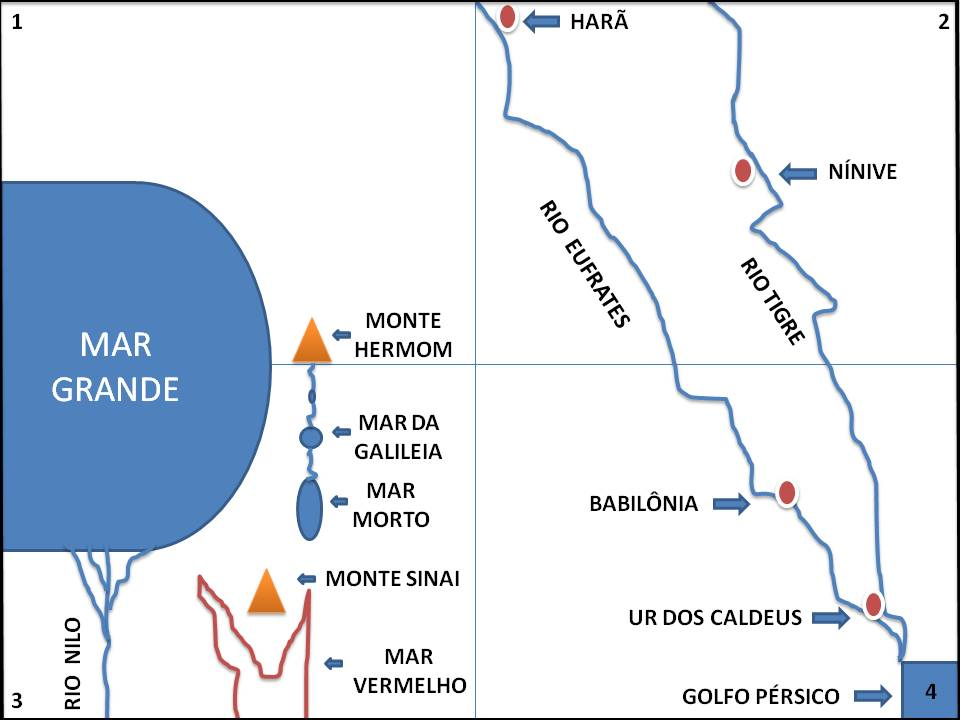 1
2
HARÃ
NÍNIVE
RIO EUFRATES
RIO TIGRE
MAR
GRANDE
MONTE
HERMOM
MAR DA
GALILEIA
MAR
MORTO
BABILÔNIA
MONTE SINAI
UR DOS CALDEUS
RIO NILO
MAR
VERMELHO
3
GOLFO PÉRSICO
4